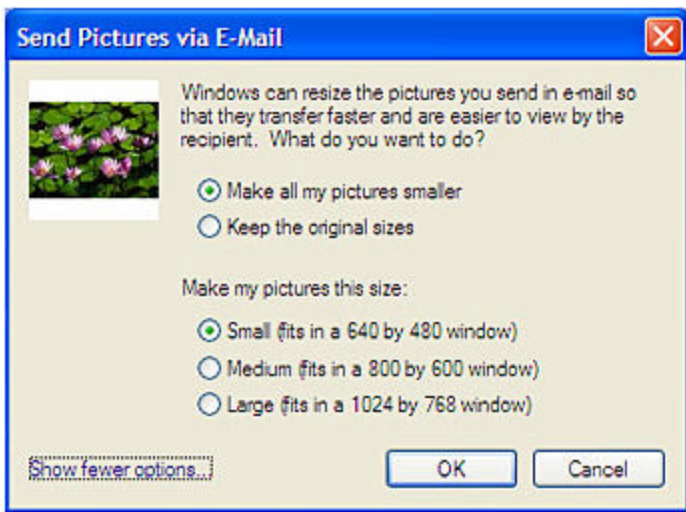 Send Pictures via E-Mail
Windows can resize the pictures you send in e-mail so
that they transfer faster and are easier to view by the
recipient. What do you want to do?
Make all my pictures smaller
Keep the original sizes
Make my pictures this size:
Small (fits in a 640 by 480 window)
Medium (fits in a 800 by 600 window)
Large (fits in a 1024 by 768 window)
Show fewer options...
OK
Cancel